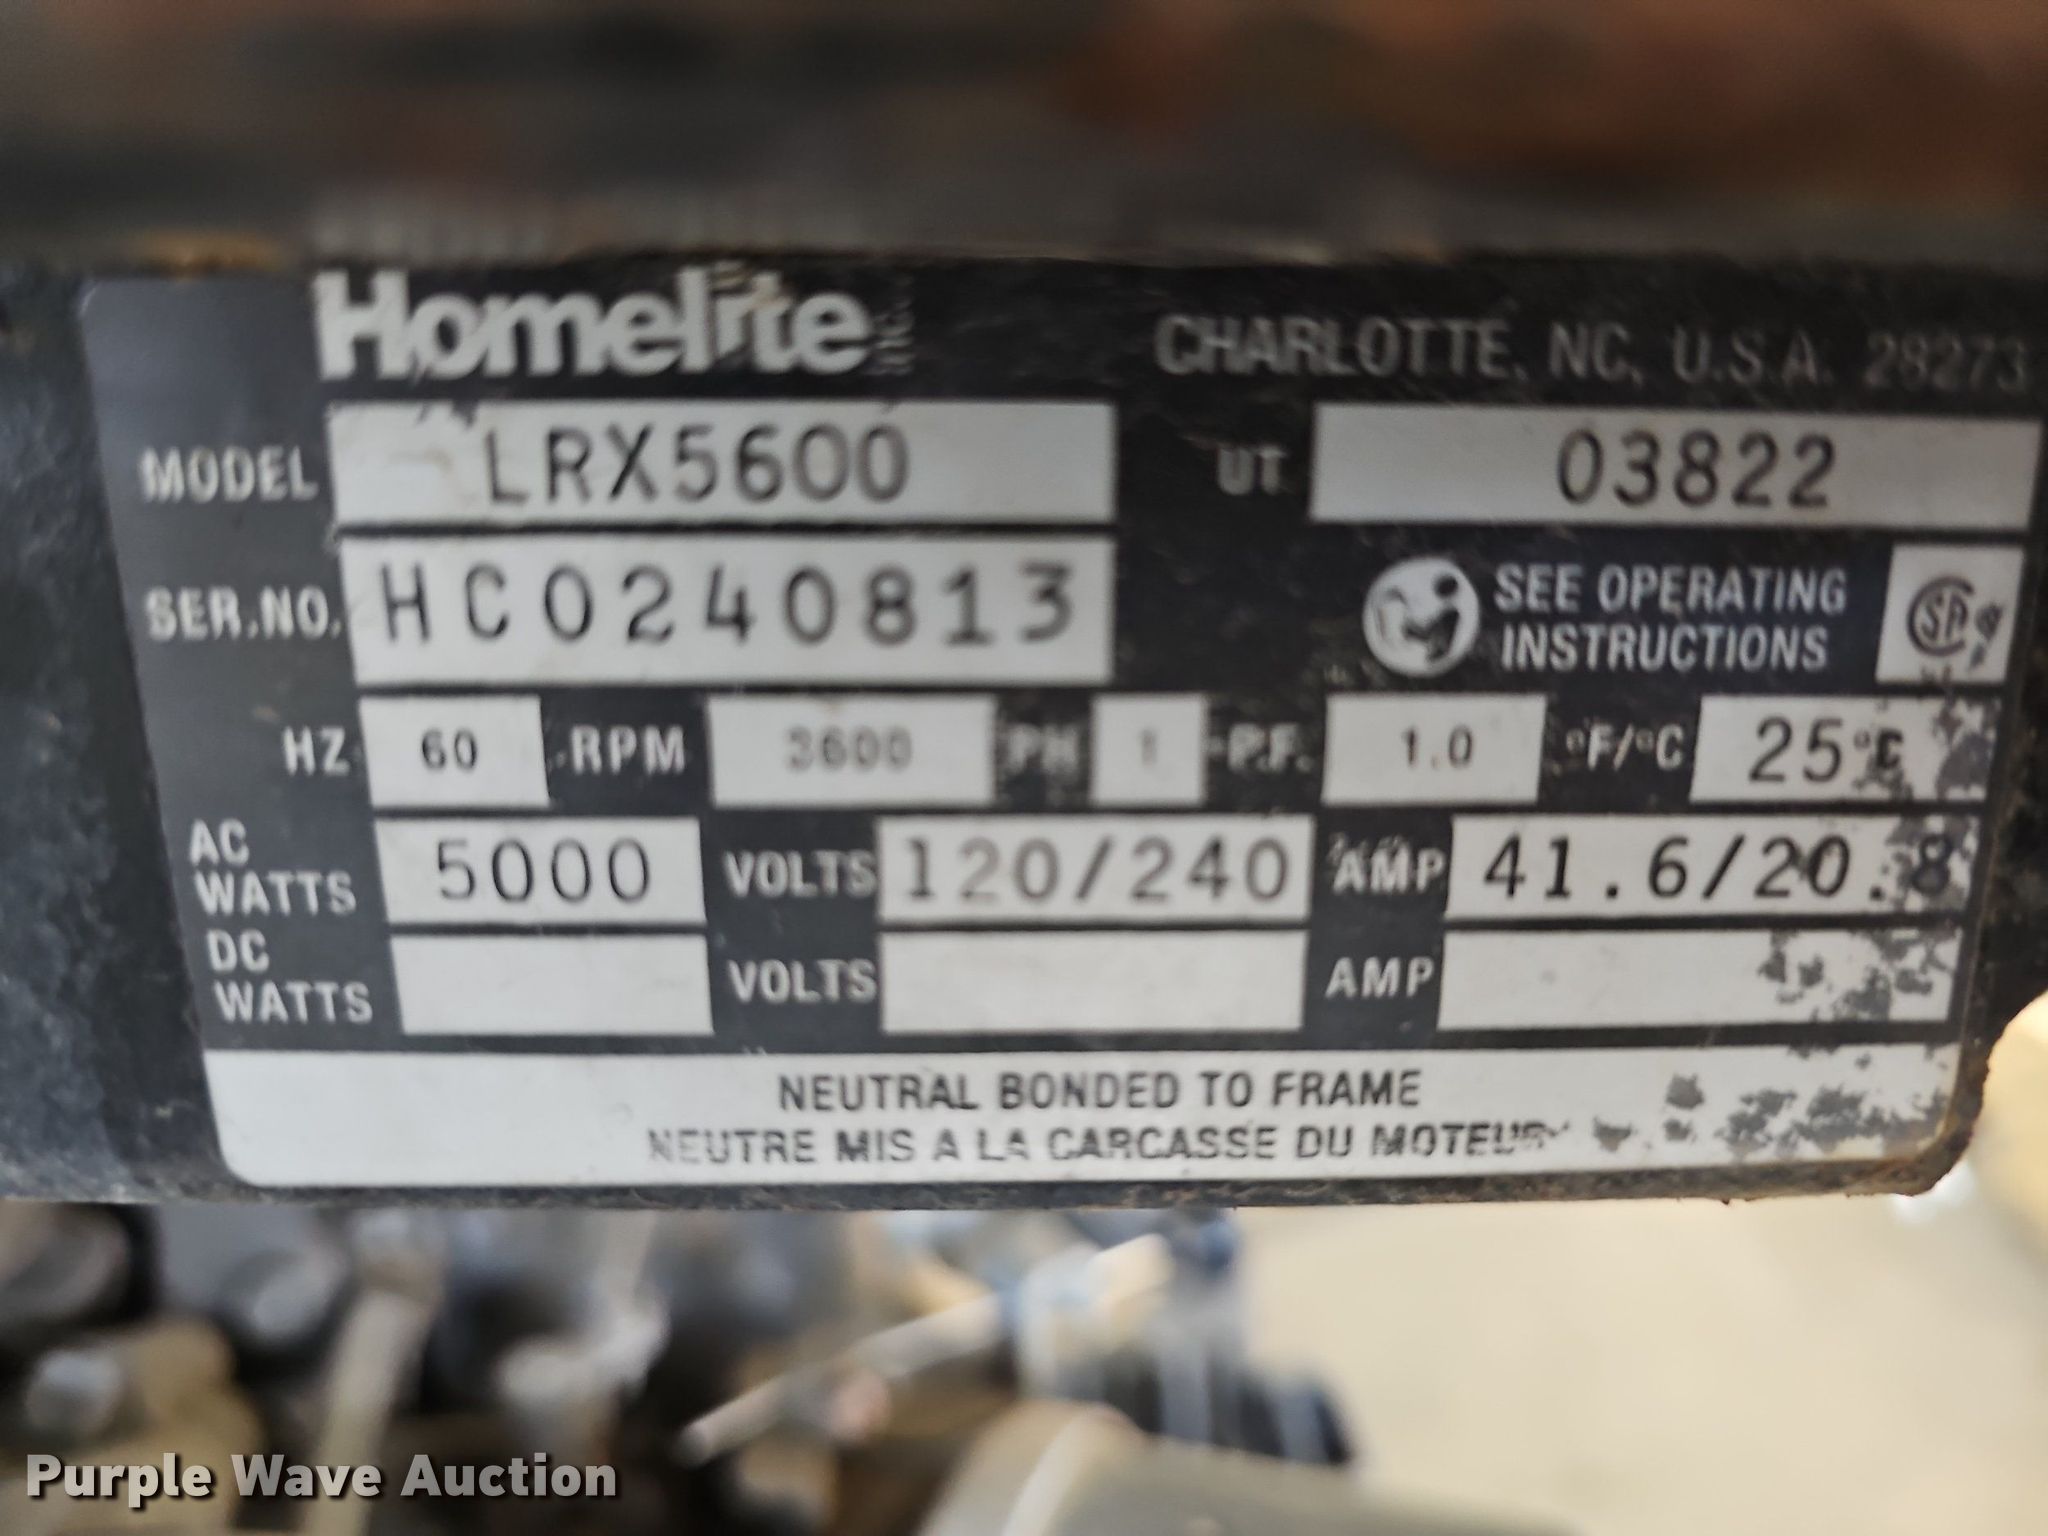 Homelite INC.
CHARLOTTE, NC, U.S.A. 28273
MODEL LRX5600 UT 03822
SER.NO. HC0240813
SEE OPERATING
INSTRUCTIONS
SA
HZ 60 RPM 3600 PH 1 P.F. 1.0 °F/°C 25°C
AC
WATTS 5000 VOLTS 120/240 AMP 41.6/20.8
DC
WATTS VOLTS AMP
NEUTRAL BONDED TO FRAME
NEUTRE MIS A LA CARCASSE DU MOTEUR
Purple Wave Auction